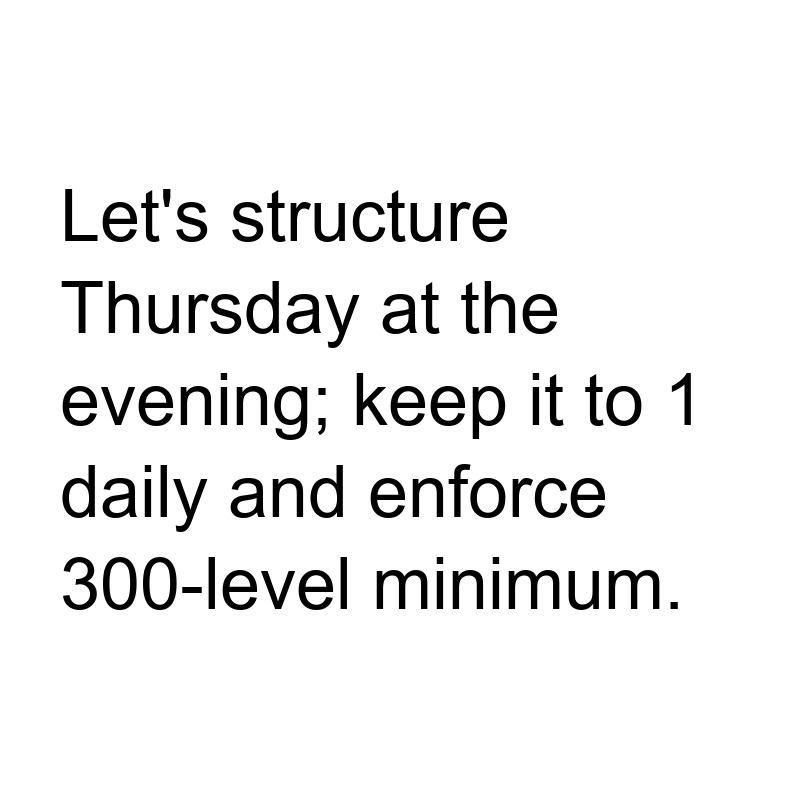 Let's structure
Thursday at the
evening; keep it to 1
daily and enforce
300-level minimum.